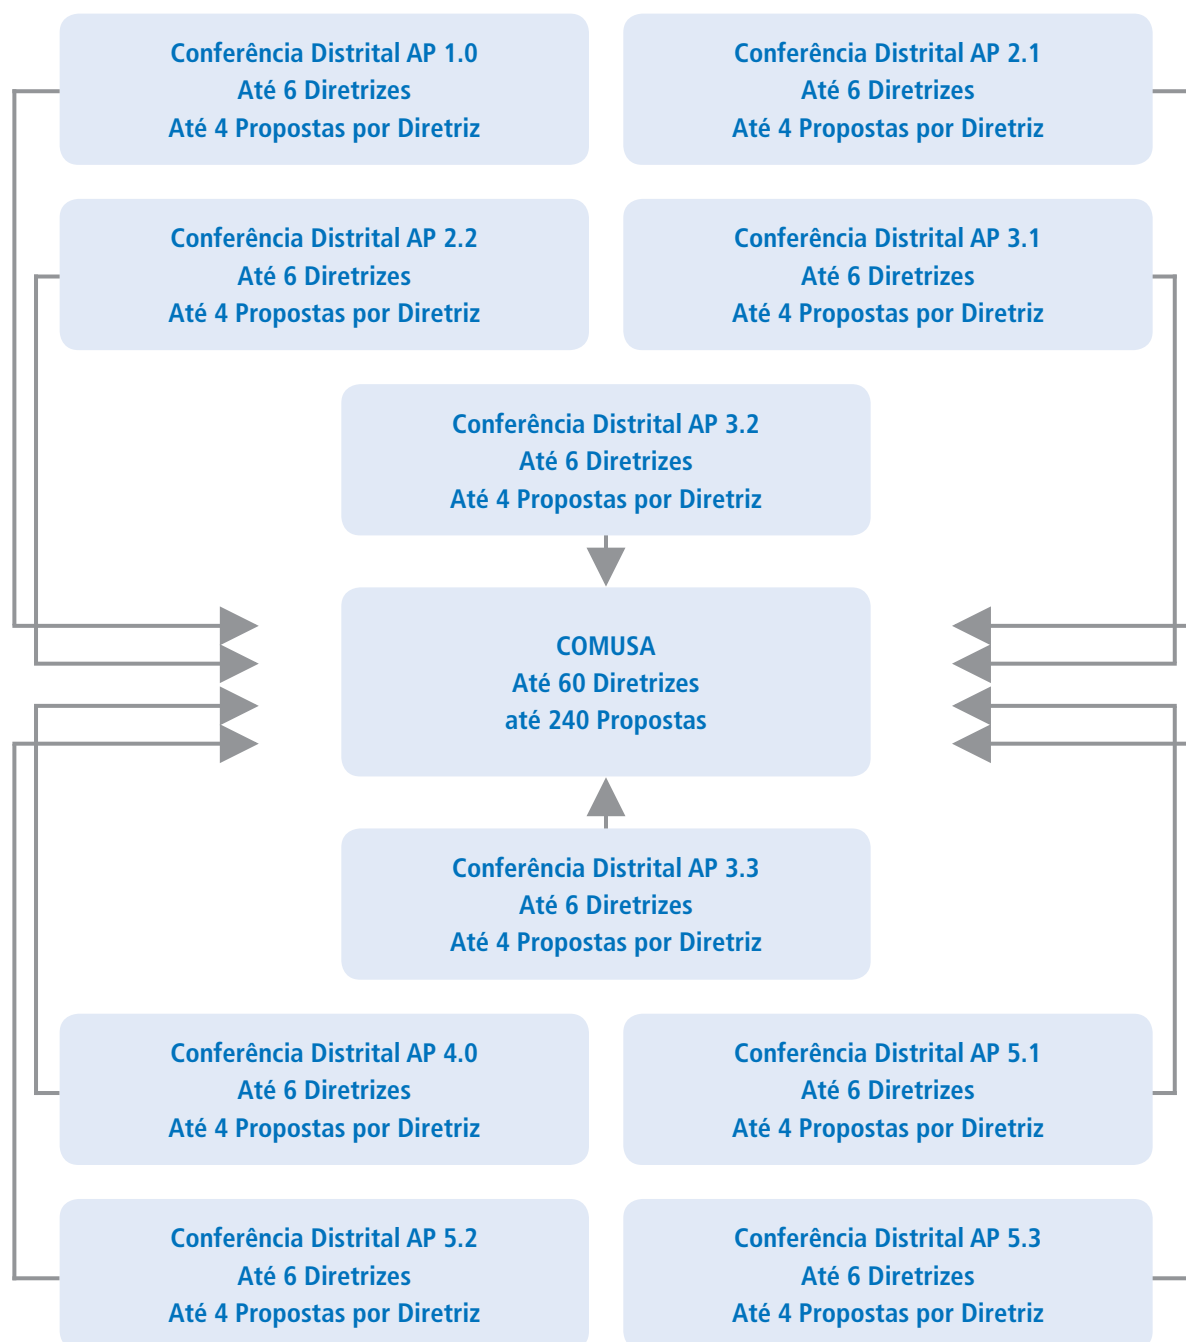 Conferência Distrital AP 1.0
Até 6 Diretrizes
Até 4 Propostas por Diretriz
Conferência Distrital AP 2.1
Até 6 Diretrizes
Até 4 Propostas por Diretriz
Conferência Distrital AP 2.2
Até 6 Diretrizes
Até 4 Propostas por Diretriz
Conferência Distrital AP 3.1
Até 6 Diretrizes
Até 4 Propostas por Diretriz
Conferência Distrital AP 3.2
Até 6 Diretrizes
Até 4 Propostas por Diretriz
COMUSA
Até 60 Diretrizes
até 240 Propostas
Conferência Distrital AP 3.3
Até 6 Diretrizes
Até 4 Propostas por Diretriz
Conferência Distrital AP 4.0
Até 6 Diretrizes
Até 4 Propostas por Diretriz
Conferência Distrital AP 5.1
Até 6 Diretrizes
Até 4 Propostas por Diretriz
Conferência Distrital AP 5.2
Até 6 Diretrizes
Até 4 Propostas por Diretriz
Conferência Distrital AP 5.3
Até 6 Diretrizes
Até 4 Propostas por Diretriz